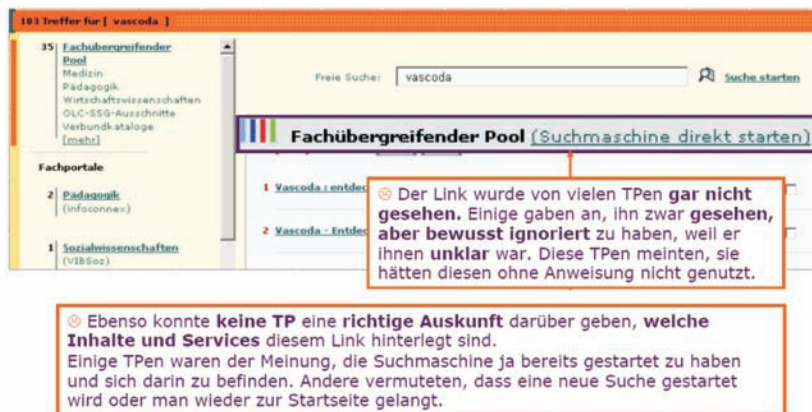 183 Treffer für [ vascoda ]
35 Fachübergreifender
Pool
Medizin
Pädagogik
Wirtschaftswissenschaften
OLC-SSG-Ausschnitte
Verbundkataloge
[mehr]
Fachportale
2 Pädagogik
(infoconnex)
1 Sozialwissenschaften
(ViBSoz)
Freie Suche: vascoda Suche starten
Fachübergreifender Pool (Suchmaschine direkt starten)
1 Vascoda : entdec
2 Vascoda - Entdec
☹ Der Link wurde von vielen TPen gar nicht
gesehen. Einige gaben an, ihn zwar gesehen,
aber bewusst ignoriert zu haben, weil er
ihnen unklar war. Diese TPen meinten, sie
hätten diesen ohne Anweisung nicht genutzt.
☹ Ebenso konnte keine TP eine richtige Auskunft darüber geben, welche
Inhalte und Services diesem Link hinterlegt sind.
Einige TPen waren der Meinung, die Suchmaschine ja bereits gestartet zu haben
und sich darin zu befinden. Andere vermuteten, dass eine neue Suche gestartet
wird oder man wieder zur Startseite gelangt.